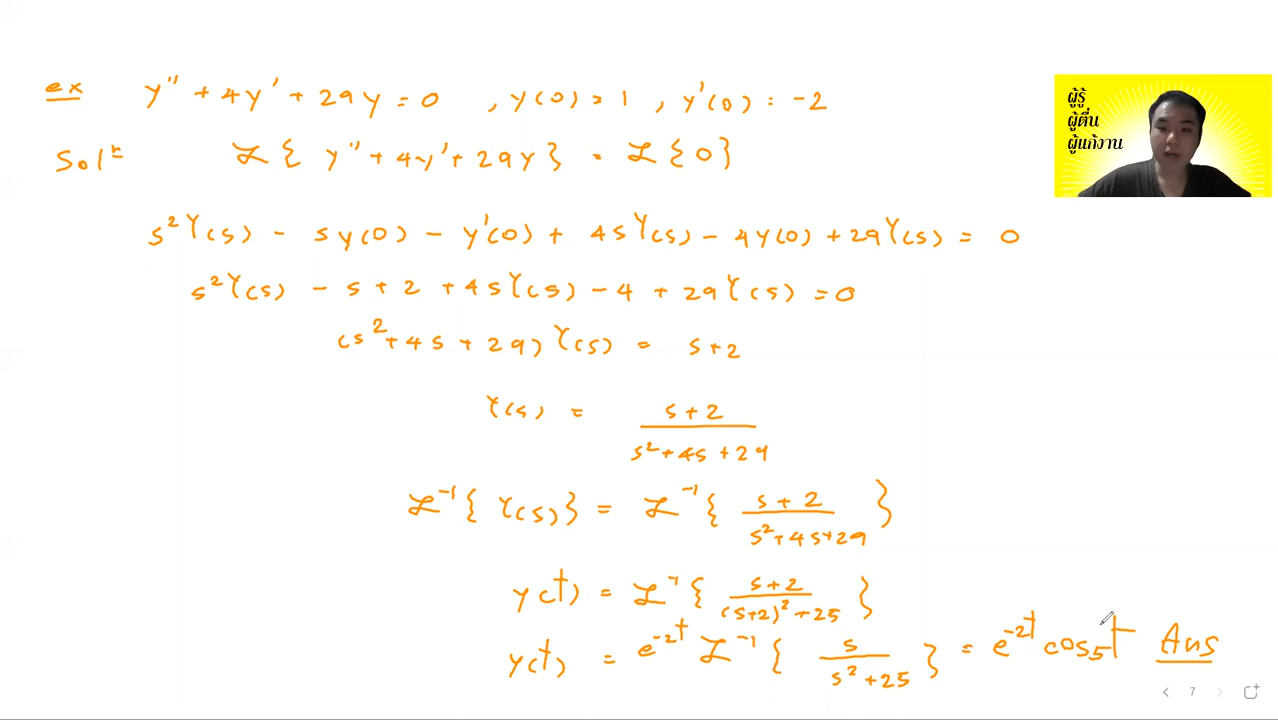 ex y'' + 4y' + 29y = 0 , y(0) = 1 , y'(0) = -2
Solⁿ ℒ{ y'' + 4y' + 29y } = ℒ{0}
s²Y(s) - sy(0) - y'(0) + 4sY(s) - 4y(0) + 29Y(s) = 0
s²Y(s) - s + 2 + 4sY(s) - 4 + 29Y(s) = 0
(s² + 4s + 29) Y(s) = s+2
Y(s) = (s+2)/(s² + 4s + 29)
ℒ⁻¹{ Y(s) } = ℒ⁻¹{ (s+2)/(s² + 4s + 29) }
y(t) = ℒ⁻¹{ (s+2)/((s+2)² + 25) }
y(t) = e^(-2t) ℒ⁻¹{ s/(s² + 25) } = e^(-2t) cos5t Ans
ผู้รู้
ผู้ตื่น
ผู้แก้งาน
7